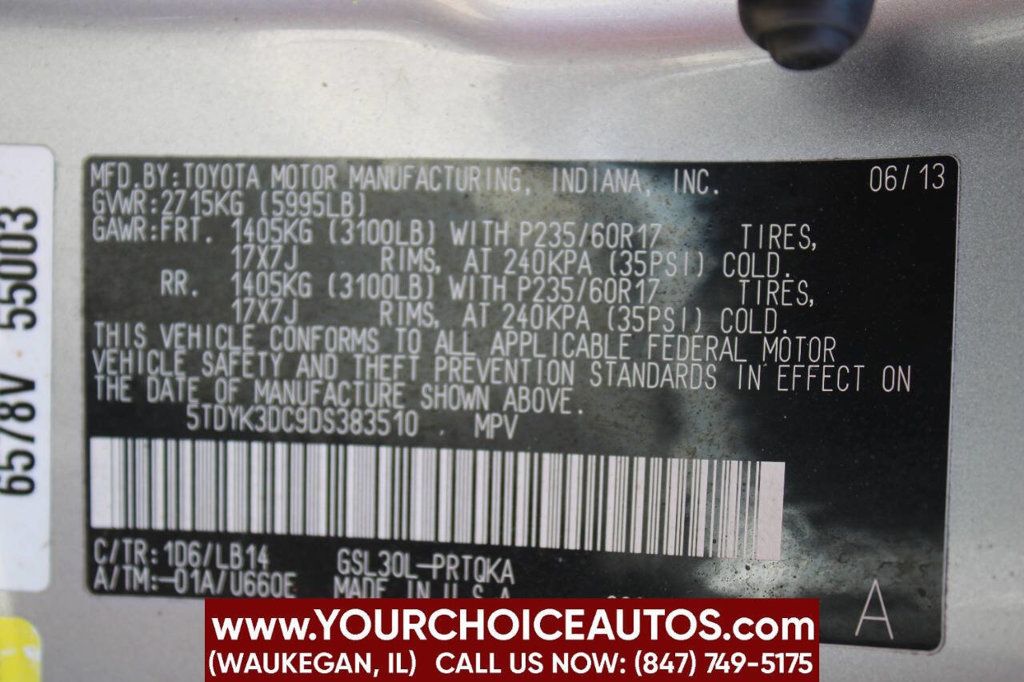 MFD.BY:TOYOTA MOTOR MANUFACTURING, INDIANA, INC. 06/13
GVWR:2715KG (5995LB)
GAWR:FRT. 1405KG (3100LB) WITH P235/60R17 TIRES,
17X7J RIMS, AT 240KPA (35PSI) COLD.
RR. 1405KG (3100LB) WITH P235/60R17 TIRES,
17X7J RIMS, AT 240KPA (35PSI) COLD.
THIS VEHICLE CONFORMS TO ALL APPLICABLE FEDERAL MOTOR
VEHICLE SAFETY AND THEFT PREVENTION STANDARDS IN EFFECT ON
THE DATE OF MANUFACTURE SHOWN ABOVE.
5TDYK3DC9DS383510 MPV
C/TR:1D6/LB14 GSL30L-PRTQKA
A/TM:-01A/U660E MADE IN U.S.A
A
6578V 55003
www.YOURCHOICEAUTOS.com
(WAUKEGAN, IL) CALL US NOW: (847) 749-5175